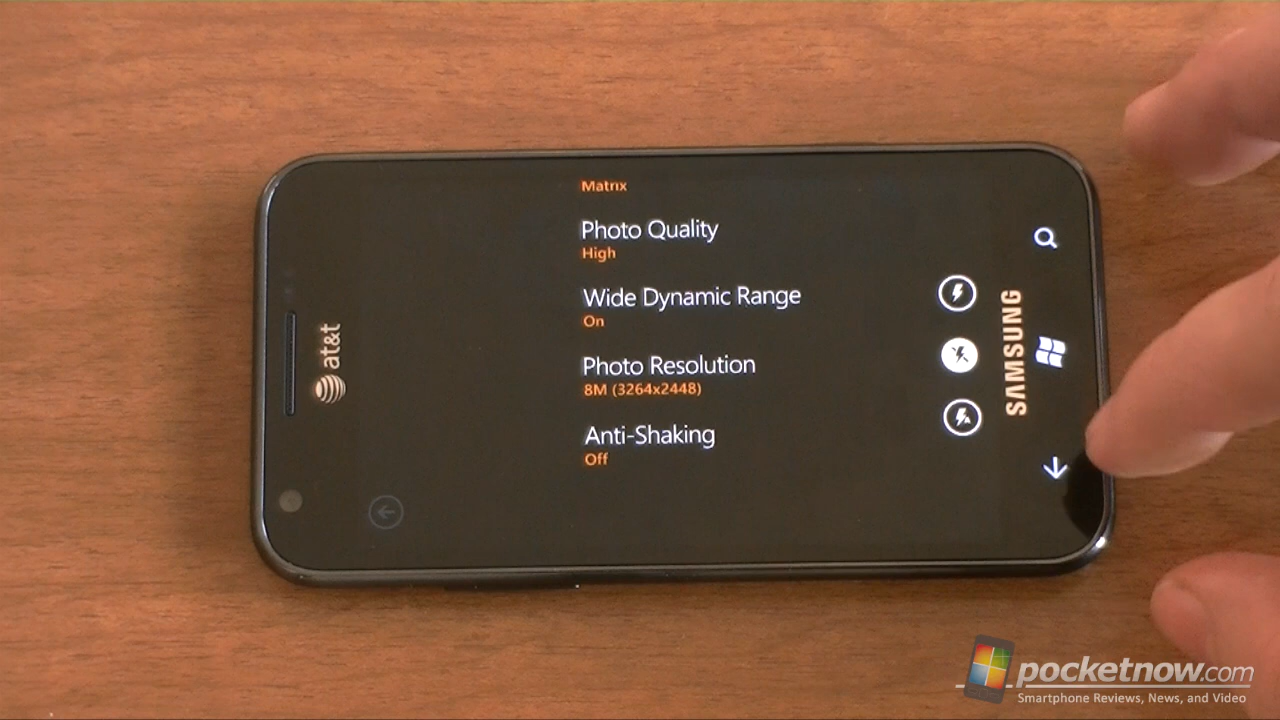 Matrix
Photo Quality
High
Wide Dynamic Range
On
Photo Resolution
8M (3264x2448)
Anti-Shaking
Off
at&t
SAMSUNG
pocketnow.com
Smartphone Reviews, News, and Video